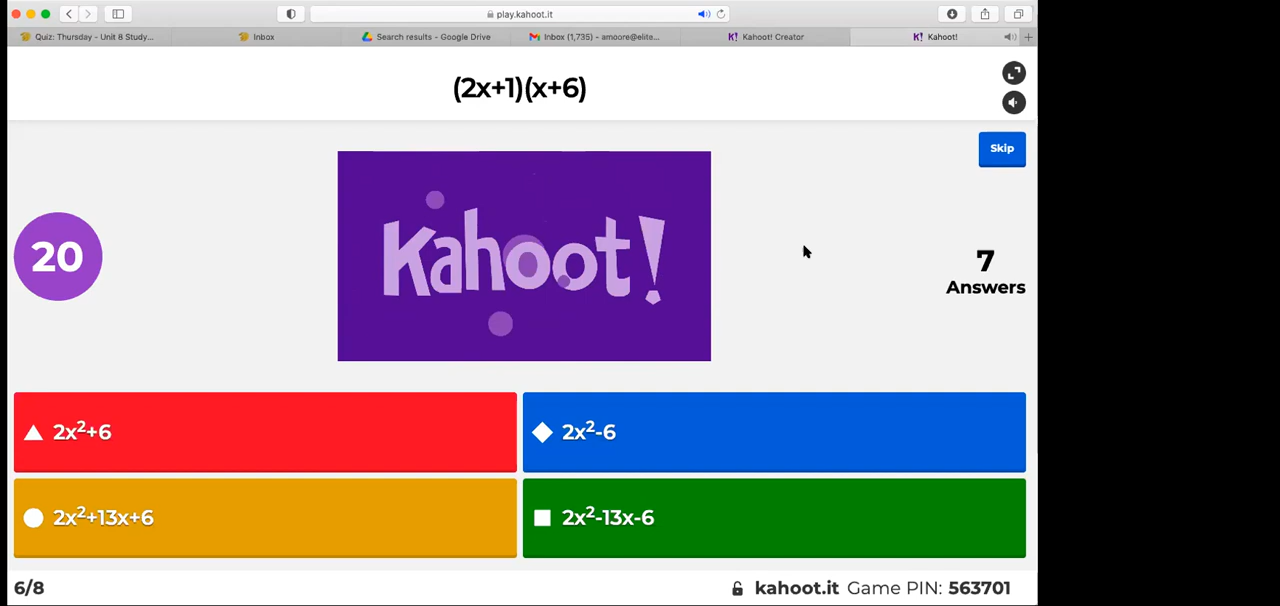 play.kahoot.it
Quiz: Thursday - Unit 8 Study...
Inbox
Search results - Google Drive
Inbox (1,735) - amoore@elite...
K! Kahoot! Creator
K! Kahoot!
(2x+1)(x+6)
Skip
20
Kahoot!
7
Answers
2x²+6
2x²-6
2x²+13x+6
2x²-13x-6
6/8
kahoot.it Game PIN: 563701